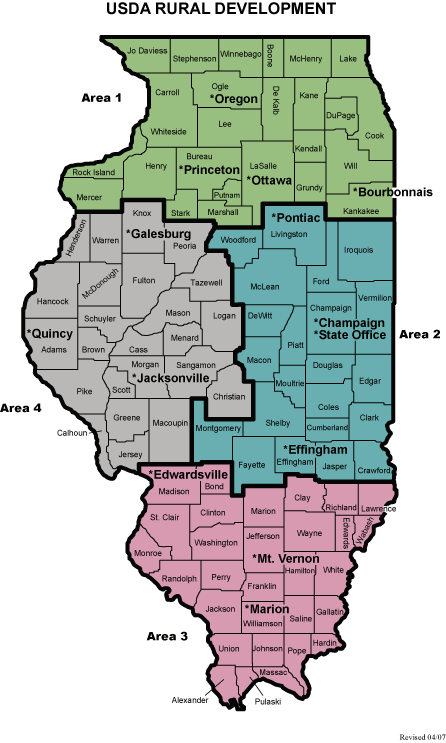 USDA RURAL DEVELOPMENT
Jo Daviess
Stephenson
Winnebago
Boone
McHenry
Lake
Area 1
Carroll
Ogle
*Oregon
De Kalb
Kane
DuPage
Cook
Whiteside
Lee
Kendall
Will
Rock Island
Henry
Bureau
*Princeton
LaSalle
*Ottawa
Grundy
*Bourbonnais
Mercer
Putnam
Stark
Marshall
Kankakee
Knox
*Galesburg
*Pontiac
Livingston
Henderson
Warren
Peoria
Woodford
Iroquois
McDonough
Fulton
Tazewell
McLean
Ford
Vermilion
Hancock
Mason
Logan
DeWitt
Champaign
*Champaign
*State Office
Schuyler
Area 2
*Quincy
Adams
Brown
Cass
Menard
Macon
Piatt
Douglas
Morgan
Sangamon
*Jacksonville
Moultrie
Edgar
Pike
Scott
Christian
Area 4
Coles
Greene
Macoupin
Montgomery
Shelby
Cumberland
Clark
Calhoun
Jersey
*Effingham
Effingham
Fayette
Jasper
Crawford
*Edwardsville
Madison
Bond
Clay
Richland
Lawrence
St. Clair
Clinton
Marion
Wayne
Edwards
Wabash
Washington
Jefferson
*Mt. Vernon
Monroe
Hamilton
White
Randolph
Perry
Franklin
Jackson
*Marion
Williamson
Saline
Gallatin
Area 3
Union
Johnson
Pope
Hardin
Massac
Alexander
Pulaski
Revised 04/07